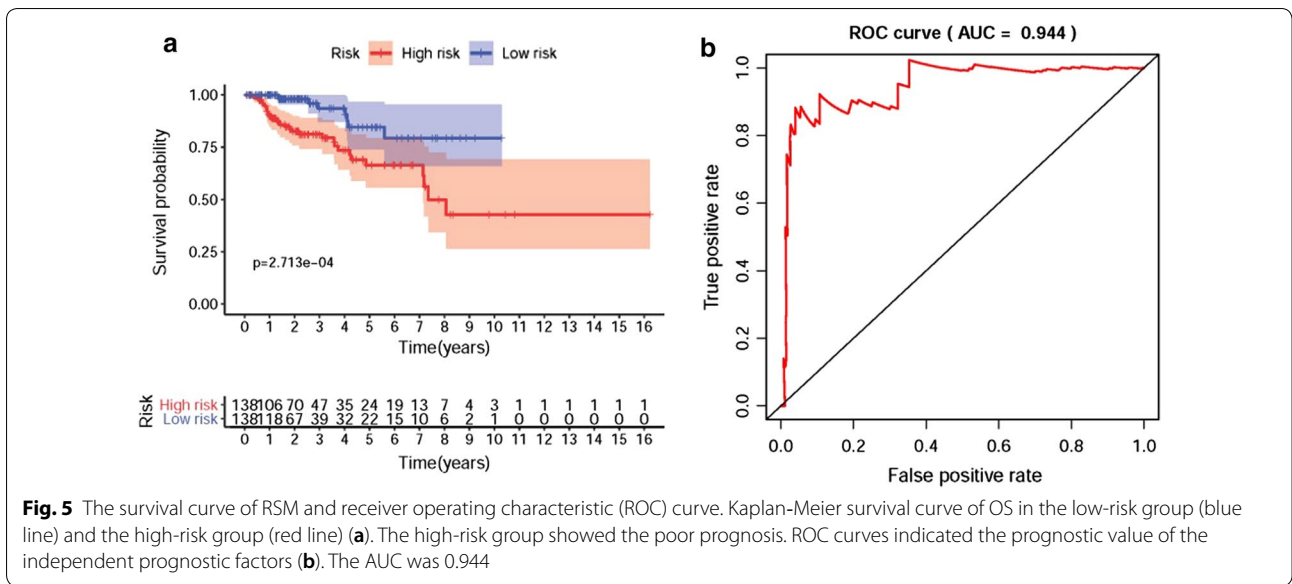 a
Risk High risk Low risk
1.00
0.75
0.50
0.25
0.00
Survival probability
p=2.713e−04
0 1 2 3 4 5 6 7 8 9 10 11 12 13 14 15 16
Time(years)
Risk
High risk 138 106 70 47 35 24 19 13 7 4 3 1 1 1 1 1 1
Low risk 138 118 67 39 32 22 15 10 6 2 1 0 0 0 0 0 0
0 1 2 3 4 5 6 7 8 9 10 11 12 13 14 15 16
Time(years)
b
ROC curve ( AUC = 0.944 )
1.0
0.8
0.6
0.4
0.2
0.0
True positive rate
0.0 0.2 0.4 0.6 0.8 1.0
False positive rate
Fig. 5 The survival curve of RSM and receiver operating characteristic (ROC) curve. Kaplan-Meier survival curve of OS in the low-risk group (blue
line) and the high-risk group (red line) (a). The high-risk group showed the poor prognosis. ROC curves indicated the prognostic value of the
independent prognostic factors (b). The AUC was 0.944